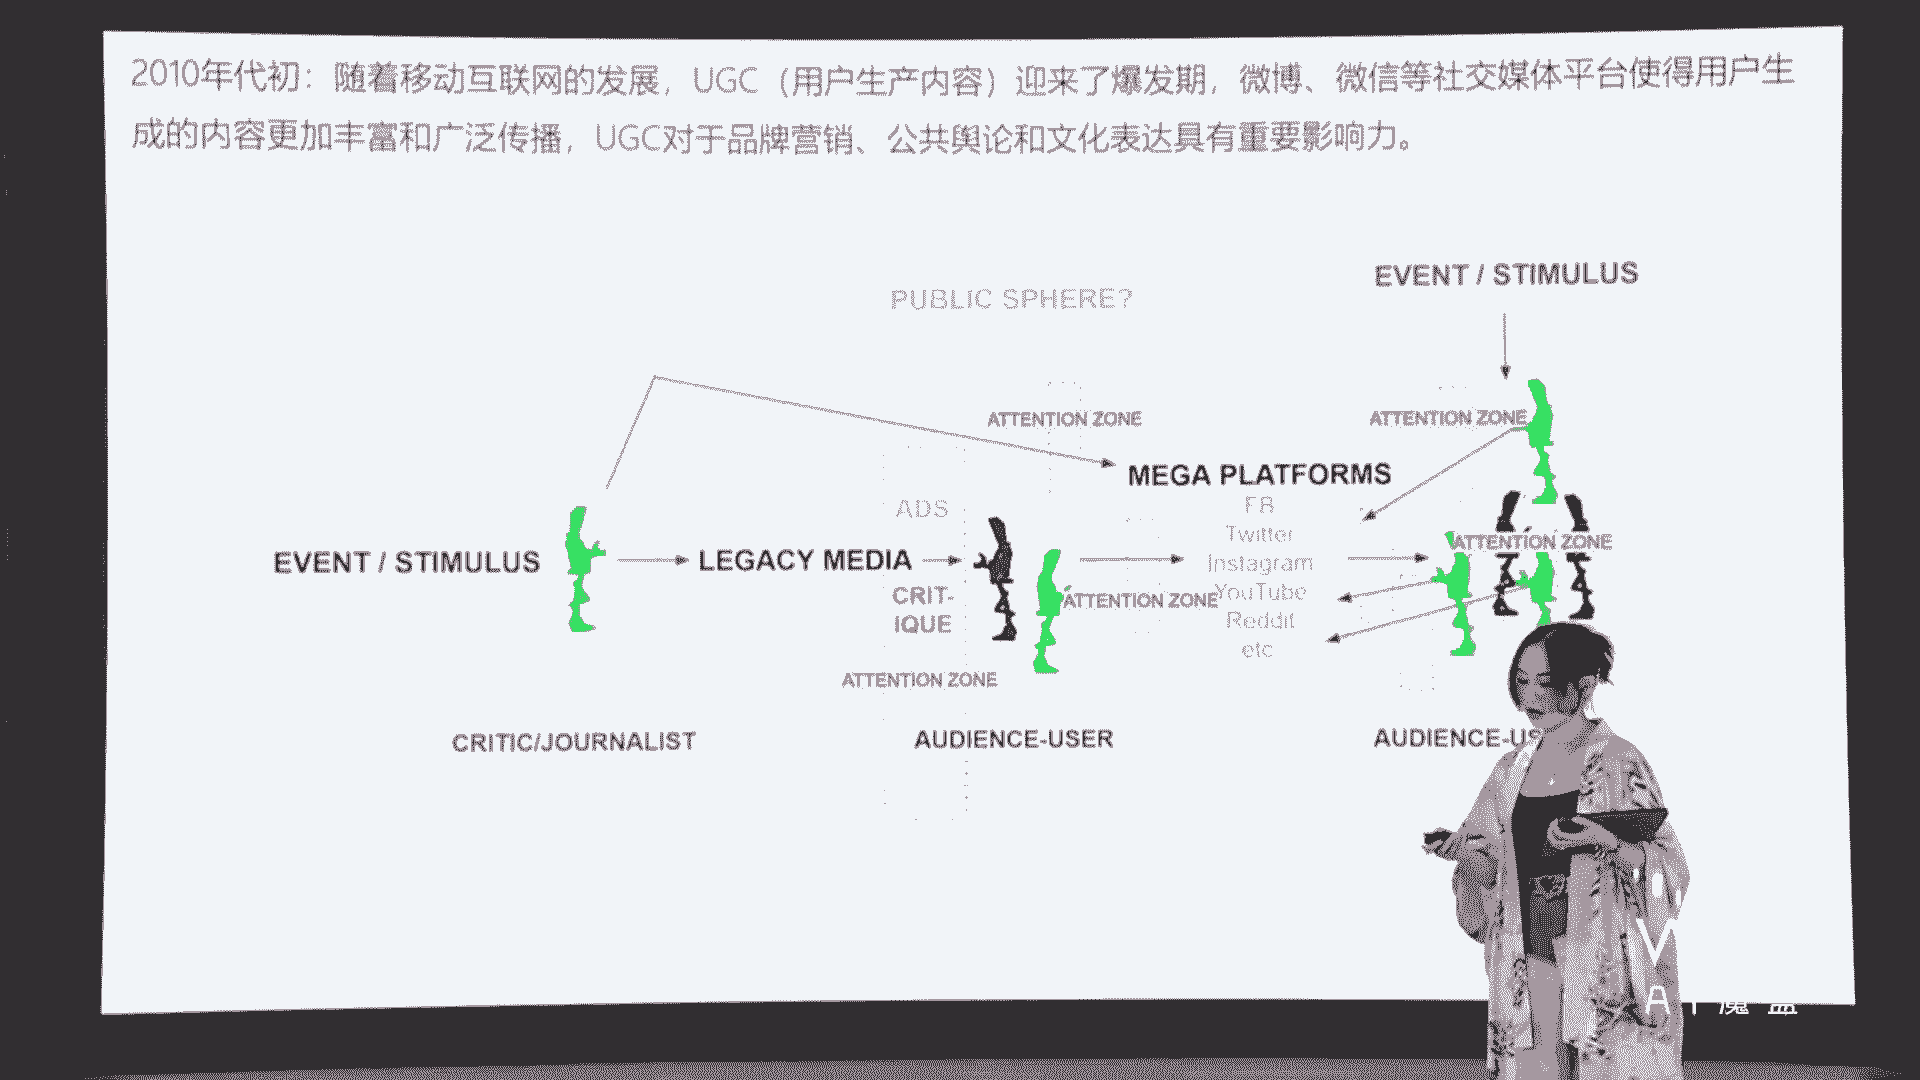 2010年代初：随着移动互联网的发展，UGC（用户生产内容）迎来了爆发期，微博、微信等社交媒体平台使得用户生
成的内容更加丰富和广泛传播，UGC对于品牌营销、公共舆论和文化表达具有重要影响力。
EVENT / STIMULUS
PUBLIC SPHERE?
ATTENTION ZONE
ATTENTION ZONE
MEGA PLATFORMS
FB
Twitter
Instagram
YouTube
Reddit
etc
ADS
EVENT / STIMULUS
LEGACY MEDIA
CRIT-
IQUE
ATTENTION ZONE
ATTENTION ZONE
ATTENTION ZONE
CRITIC/JOURNALIST
AUDIENCE-USER
AUDIENCE-US